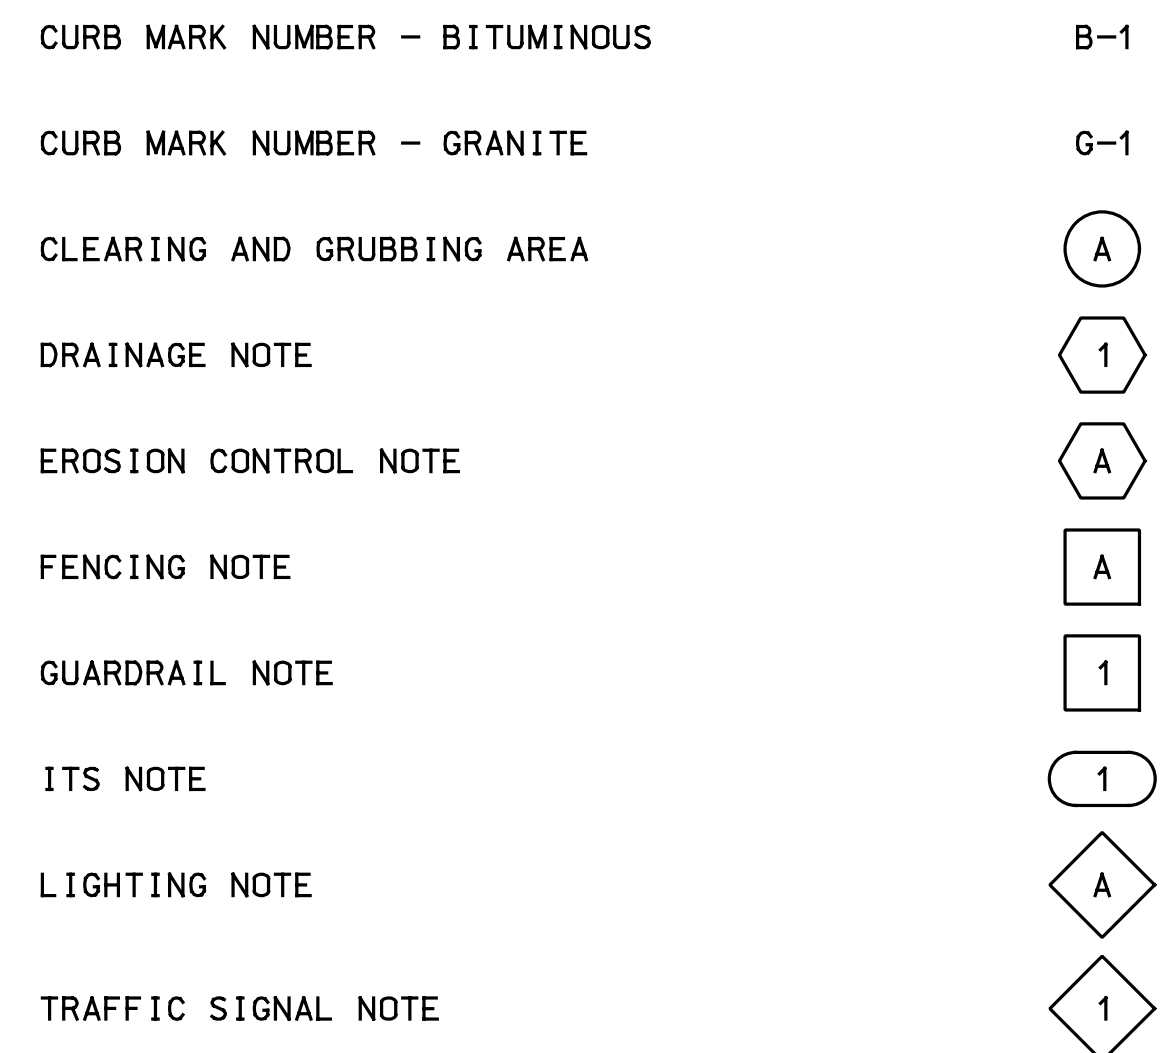 CURB MARK NUMBER - BITUMINOUS B-1
CURB MARK NUMBER - GRANITE G-1
CLEARING AND GRUBBING AREA A
DRAINAGE NOTE 1
EROSION CONTROL NOTE A
FENCING NOTE A
GUARDRAIL NOTE 1
ITS NOTE 1
LIGHTING NOTE A
TRAFFIC SIGNAL NOTE 1